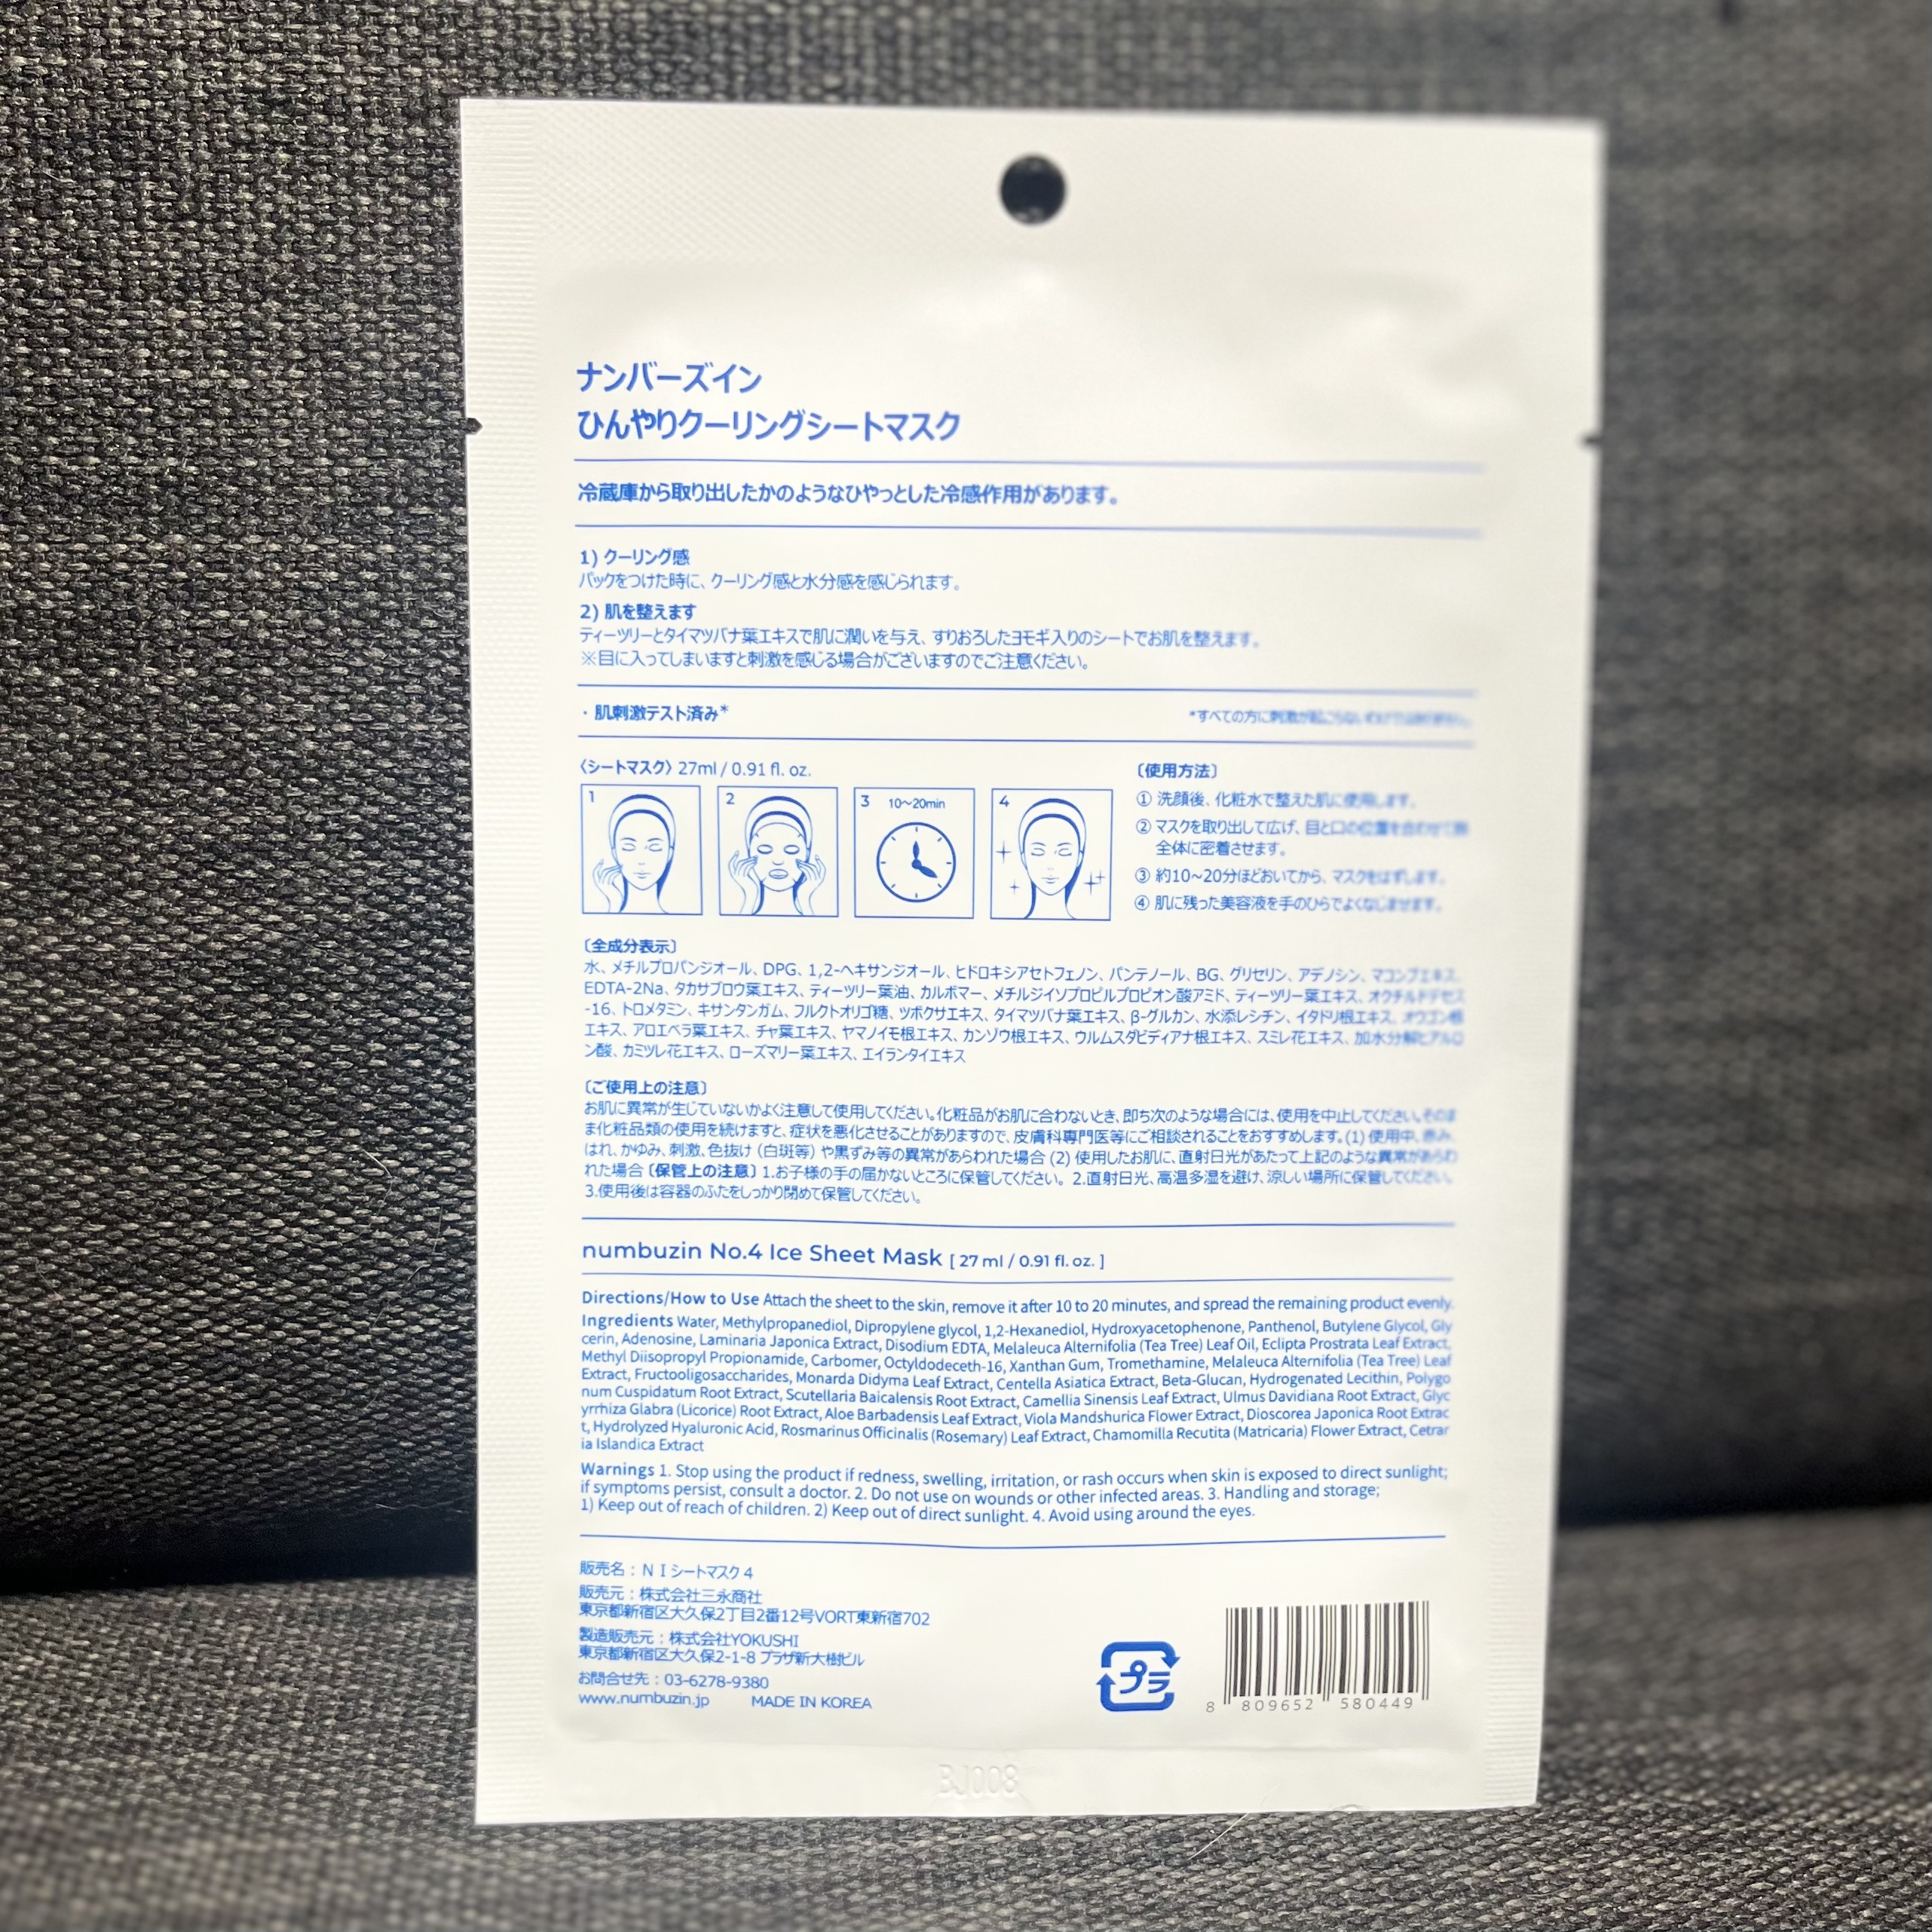 ナンバーズイン
ひんやりクーリングシートマスク
冷蔵庫から取り出したかのようなひやっとした冷感作用があります。
1) クーリング感
パックをつけた時に、クーリング感と水分感を感じられます。
2) 肌を整えます
ティーツリーとタイマツバナ葉エキスで肌に潤いを与え、すりおろしたヨモギ入りのシートでお肌を整えます。
※目に入ってしまいますと刺激を感じる場合がございますのでご注意ください。
・肌刺激テスト済み*
*すべての方に刺激が起こらない
〈シートマスク〉 27ml / 0.91 fl. oz.
1
2
3 10〜20min
4
〔使用方法〕
① 洗顔後、化粧水で整えた肌に使用します。
② マスクを取り出して広げ、目と口の位置を合わせて
全体に密着させます。
③ 約10〜20分ほどおいてから、マスクをはずします。
④ 肌に残った美容液を手のひらでよくなじませます。
〔全成分表示〕
水、メチルプロパンジオール、DPG、1,2-ヘキサンジオール、ヒドロキシアセトフェノン、パンテノール、BG、グリセリン、アデノシン、マコンブエキス、
EDTA-2Na、タカサブロウ葉エキス、ティーツリー葉油、カルボマー、メチルジイソプロピルプロピオン酸アミド、ティーツリー葉エキス、オクチルドデセス
-16、トロメタミン、キサンタンガム、フルクトオリゴ糖、ツボクサエキス、タイマツバナ葉エキス、β-グルカン、水添レシチン、イタドリ根エキス、オウゴン根
エキス、アロエベラ葉エキス、チャ葉エキス、ヤマノイモ根エキス、カンゾウ根エキス、ウルムスダビディアナ根エキス、スミレ花エキス、加水分解ヒアルロ
ン酸、カミツレ花エキス、ローズマリー葉エキス、エイランタイエキス
〔ご使用上の注意〕
お肌に異常が生じていないかよく注意して使用してください。化粧品がお肌に合わないとき、即ち次のような場合には、使用を中止してください。そのま
ま化粧品類の使用を続けますと、症状を悪化させることがありますので、皮膚科専門医等にご相談されることをおすすめします。(1) 使用中、赤み、
はれ、かゆみ、刺激、色抜け (白斑等) や黒ずみ等の異常があらわれた場合 (2) 使用したお肌に、直射日光があたって上記のような異常があらわ
れた場合〔保管上の注意〕1.お子様の手の届かないところに保管してください。 2.直射日光、高温多湿を避け、涼しい場所に保管してください。
3.使用後は容器のふたをしっかり閉めて保管してください。
numbuzin No.4 Ice Sheet Mask [ 27 ml / 0.91 fl. oz. ]
Directions/How to Use Attach the sheet to the skin, remove it after 10 to 20 minutes, and spread the remaining product evenly.
Ingredients Water, Methylpropanediol, Dipropylene glycol, 1,2-Hexanediol, Hydroxyacetophenone, Panthenol, Butylene Glycol, Gly
cerin, Adenosine, Laminaria Japonica Extract, Disodium EDTA, Melaleuca Alternifolia (Tea Tree) Leaf Oil, Eclipta Prostrata Leaf Extract,
Methyl Diisopropyl Propionamide, Carbomer, Octyldodeceth-16, Xanthan Gum, Tromethamine, Melaleuca Alternifolia (Tea Tree) Leaf
Extract, Fructooligosaccharides, Monarda Didyma Leaf Extract, Centella Asiatica Extract, Beta-Glucan, Hydrogenated Lecithin, Polygo
num Cuspidatum Root Extract, Scutellaria Baicalensis Root Extract, Camellia Sinensis Leaf Extract, Ulmus Davidiana Root Extract, Glyc
yrrhiza Glabra (Licorice) Root Extract, Aloe Barbadensis Leaf Extract, Viola Mandshurica Flower Extract, Dioscorea Japonica Root Extrac
t, Hydrolyzed Hyaluronic Acid, Rosmarinus Officinalis (Rosemary) Leaf Extract, Chamomilla Recutita (Matricaria) Flower Extract, Cetrar
ia Islandica Extract
Warnings 1. Stop using the product if redness, swelling, irritation, or rash occurs when skin is exposed to direct sunlight;
if symptoms persist, consult a doctor. 2. Do not use on wounds or other infected areas. 3. Handling and storage;
1) Keep out of reach of children. 2) Keep out of direct sunlight. 4. Avoid using around the eyes.
販売名：ＮＩシートマスク４
販売元：株式会社三永商社
東京都新宿区大久保2丁目2番12号VORT東新宿702
製造販売元：株式会社YOKUSHI
東京都新宿区大久保2-1-8 プラザ新大樹ビル
お問合せ先：03-6278-9380
www.numbuzin.jp MADE IN KOREA
プラ
8 809652 580449
BJ008